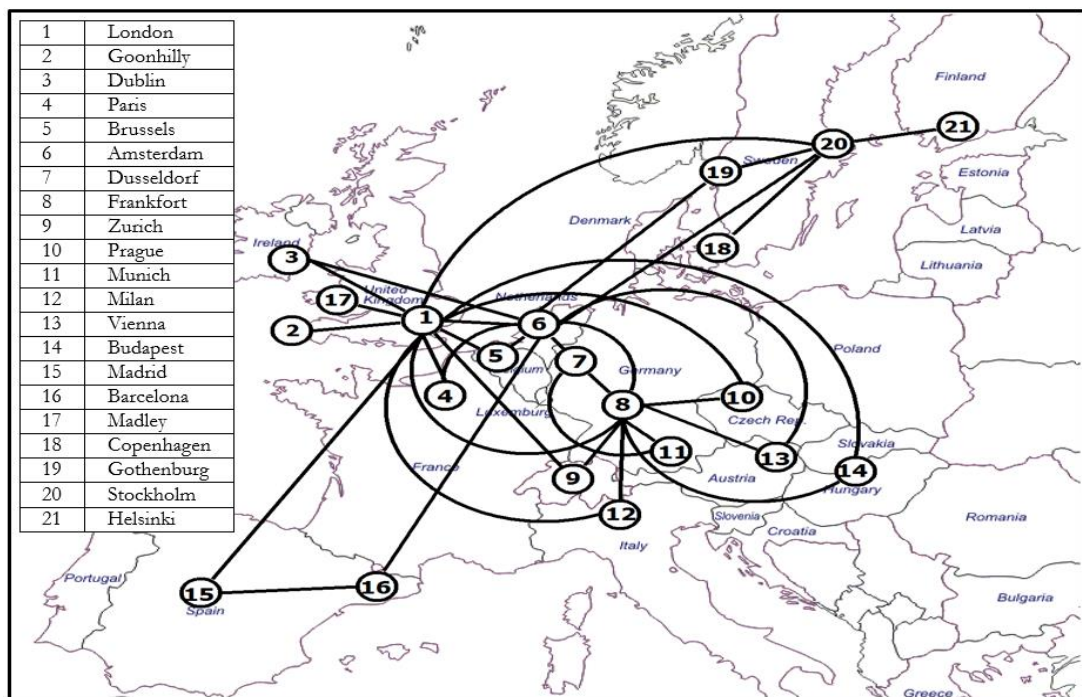 1 London
2 Goonhilly
3 Dublin
4 Paris
5 Brussels
6 Amsterdam
7 Dusseldorf
8 Frankfort
9 Zurich
10 Prague
11 Munich
12 Milan
13 Vienna
14 Budapest
15 Madrid
16 Barcelona
17 Madley
18 Copenhagen
19 Gothenburg
20 Stockholm
21 Helsinki
Finland
21
20
Sweden
19
Estonia
Denmark
Latvia
Ireland
18
3
Lithuania
United
Kingdom
17
Netherlands
1
6
2
Poland
5
7
Germany
4
8
10
Luxemburg
Czech Rep.
11
13
Slovakia
France
9
Austria
14
Hungary
12
Slovenia
Romania
Italy
Croatia
Portugal
15
16
Spain
Bulgaria
Greece